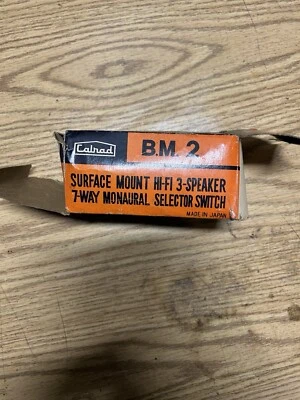 Calrad
BM 2
SURFACE MOUNT HI-FI 3-SPEAKER
7-WAY MONAURAL SELECTOR SWITCH
MADE IN JAPAN